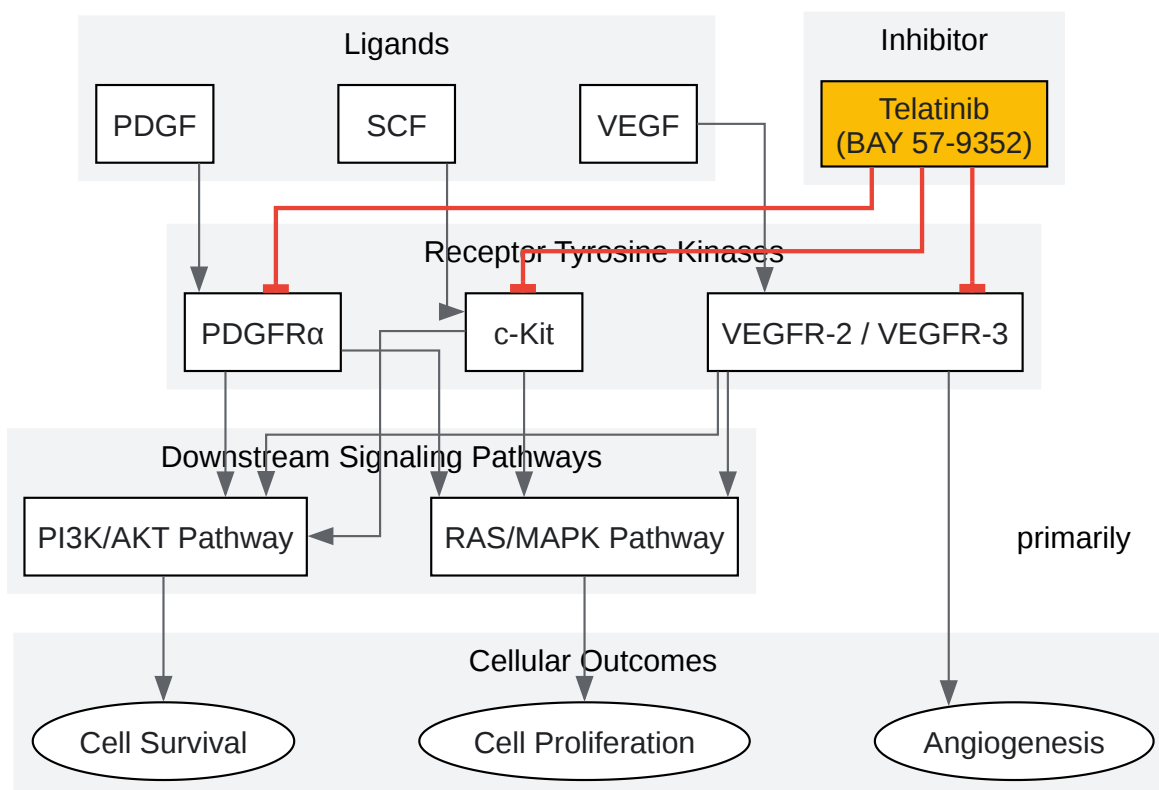 Ligands
Inhibitor
PDGF
SCF
VEGF
Telatinib
(BAY 57-9352)
Receptor Tyrosine Kinases
PDGFRα
c-Kit
VEGFR-2 / VEGFR-3
Downstream Signaling Pathways
PI3K/AKT Pathway
RAS/MAPK Pathway
primarily
Cellular Outcomes
Cell Survival
Cell Proliferation
Angiogenesis